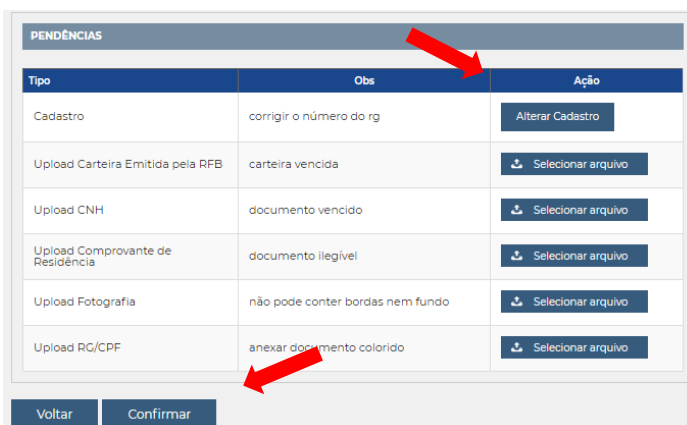 PENDÊNCIAS
Tipo Obs Ação
Cadastro corrigir o número do rg Alterar Cadastro
Upload Carteira Emitida pela RFB carteira vencida Selecionar arquivo
Upload CNH documento vencido Selecionar arquivo
Upload Comprovante de
Residência documento ilegível Selecionar arquivo
Upload Fotografia não pode conter bordas nem fundo Selecionar arquivo
Upload RG/CPF anexar documento colorido Selecionar arquivo
Voltar Confirmar